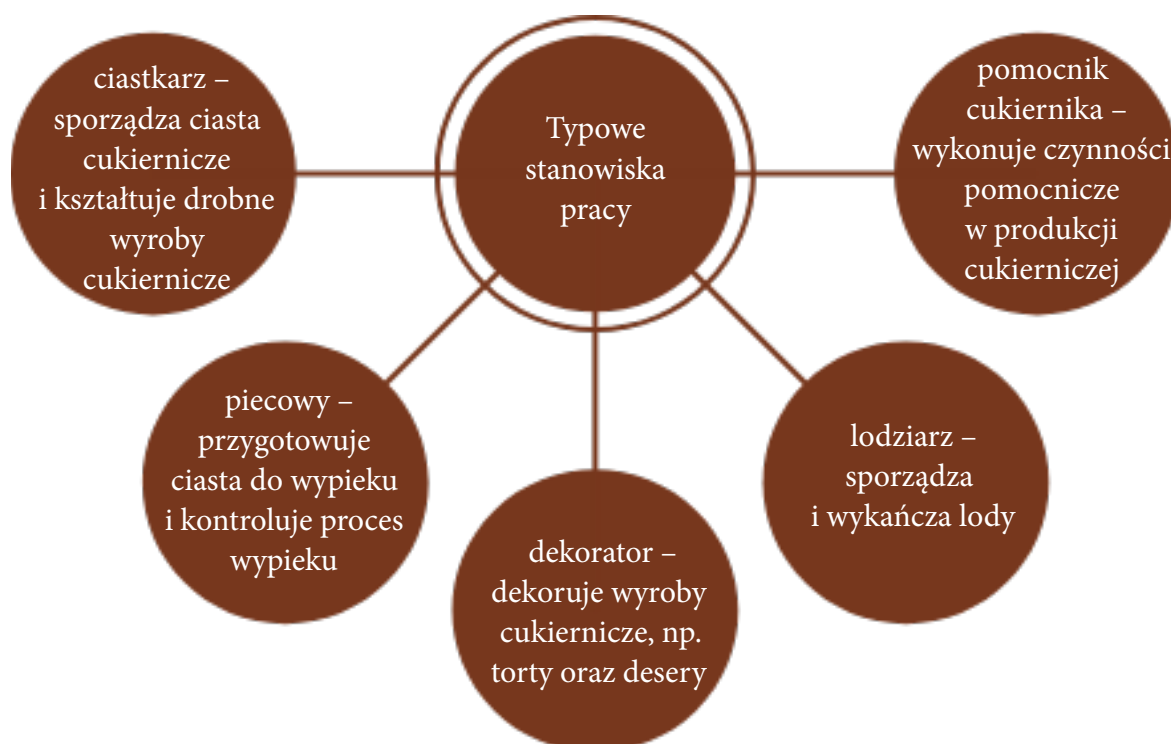 ciastkarz –
sporządza ciasta
cukiernicze
i kształtuje drobne
wyroby
cukiernicze
Typowe
stanowiska
pracy
pomocnik
cukiernika –
wykonuje czynności
pomocnicze
w produkcji
cukierniczej
piecowy –
przygotowuje
ciasta do wypieku
i kontroluje proces
wypieku
dekorator –
dekoruje wyroby
cukiernicze, np.
torty oraz desery
lodziarz –
sporządza
i wykańcza lody